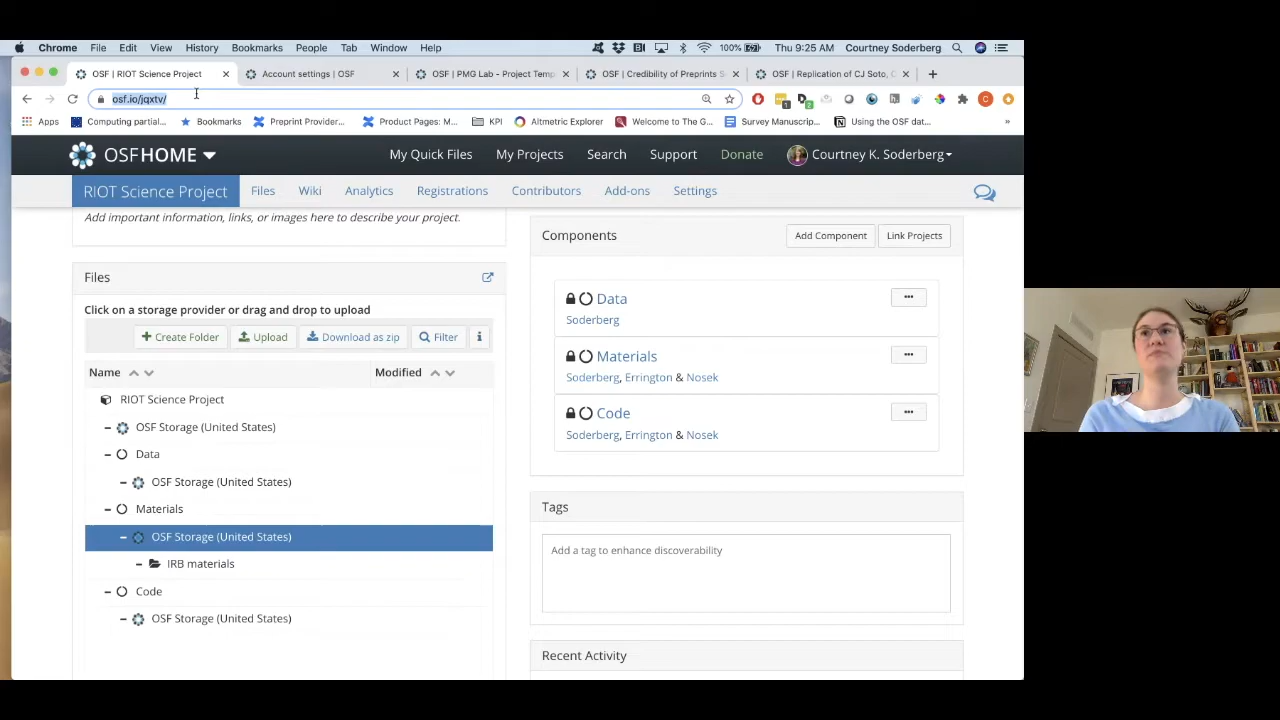 Chrome File Edit View History Bookmarks People Tab Window Help 100% Thu 9:25 AM Courtney Soderberg
OSF | RIOT Science Project × Account settings | OSF × OSF | PMG Lab - Project Temp × OSF | Credibility of Preprints S × OSF | Replication of CJ Soto, C × +
osf.io/jqxtv/
Apps Computing partial... Bookmarks Preprint Provider... Product Pages: M... KPI Altmetric Explorer Welcome to The G... Survey Manuscrip... Using the OSF dat... »
OSFHOME My Quick Files My Projects Search Support Donate Courtney K. Soderberg
RIOT Science Project Files Wiki Analytics Registrations Contributors Add-ons Settings
Add important information, links, or images here to describe your project.
Files
Click on a storage provider or drag and drop to upload
+ Create Folder Upload Download as zip Filter i
Name Modified
RIOT Science Project
OSF Storage (United States)
Data
OSF Storage (United States)
Materials
OSF Storage (United States)
IRB materials
Code
OSF Storage (United States)
Components Add Component Link Projects
Data
Soderberg
Materials
Soderberg, Errington & Nosek
Code
Soderberg, Errington & Nosek
Tags
Add a tag to enhance discoverability
Recent Activity